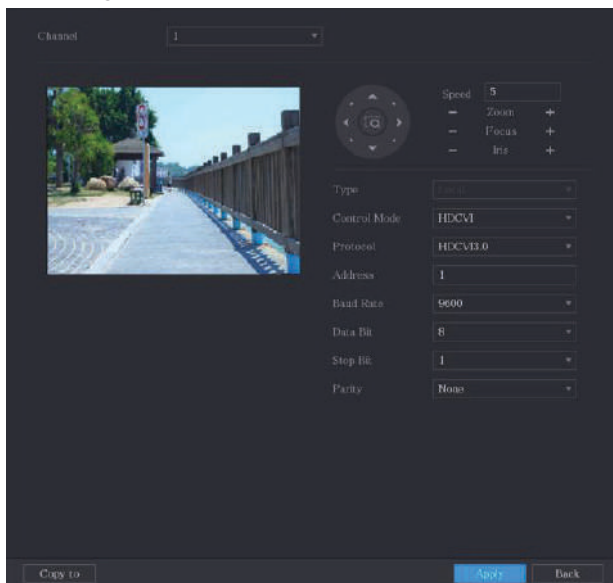 Channel 1
Speed 5
- Zoom +
- Focus +
- Iris +
Type
Control Mode HDCVI
Protocol HDCVI3.0
Address 1
Baud Rate 9600
Data Bit 8
Stop Bit 1
Parity None
Copy to Apply Back